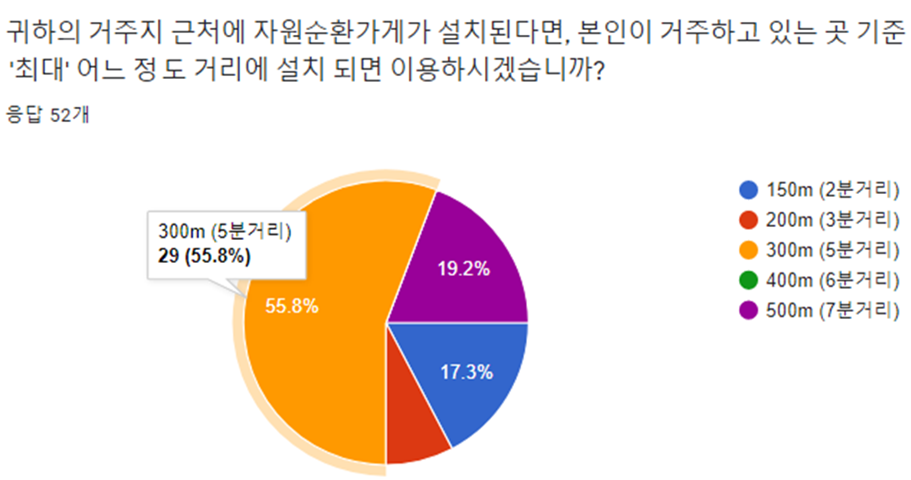 귀하의 거주지 근처에 자원순환가게가 설치된다면, 본인이 거주하고 있는 곳 기준
'최대' 어느 정 도 거리에 설치 되면 이용하시겠습니까?
응답 52개
300m (5분거리)
29 (55.8%)
55.8%
19.2%
17.3%
150m (2분거리)
200m (3분거리)
300m (5분거리)
400m (6분거리)
500m (7분거리)